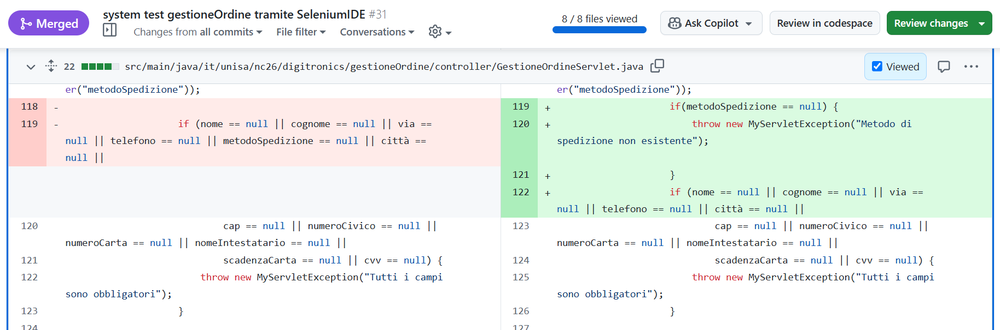 Merged
system test gestioneOrdine tramite SeleniumIDE #31
Changes from all commits
File filter
Conversations
8 / 8 files viewed
Ask Copilot
Review in codespace
Review changes
22
src/main/java/it/unisa/nc26/digitronics/gestioneOrdine/controller/GestioneOrdineServlet.java
Viewed
er("metodoSpedizione"));
118 -
119 - if (nome == null || cognome == null || via ==
null || telefono == null || metodoSpedizione == null || città ==
null ||
120 cap == null || numeroCivico == null ||
numeroCarta == null || nomeIntestatario == null ||
121 scadenzaCarta == null || cvv == null) {
122 throw new MyServletException("Tutti i campi
sono obbligatori");
123 }
124
er("metodoSpedizione"));
119 + if(metodoSpedizione == null) {
120 + throw new MyServletException("Metodo di
spedizione non esistente");
121 + }
122 + if (nome == null || cognome == null || via ==
null || telefono == null || città == null ||
123 cap == null || numeroCivico == null ||
numeroCarta == null || nomeIntestatario == null ||
124 scadenzaCarta == null || cvv == null) {
125 throw new MyServletException("Tutti i campi
sono obbligatori");
126 }
127